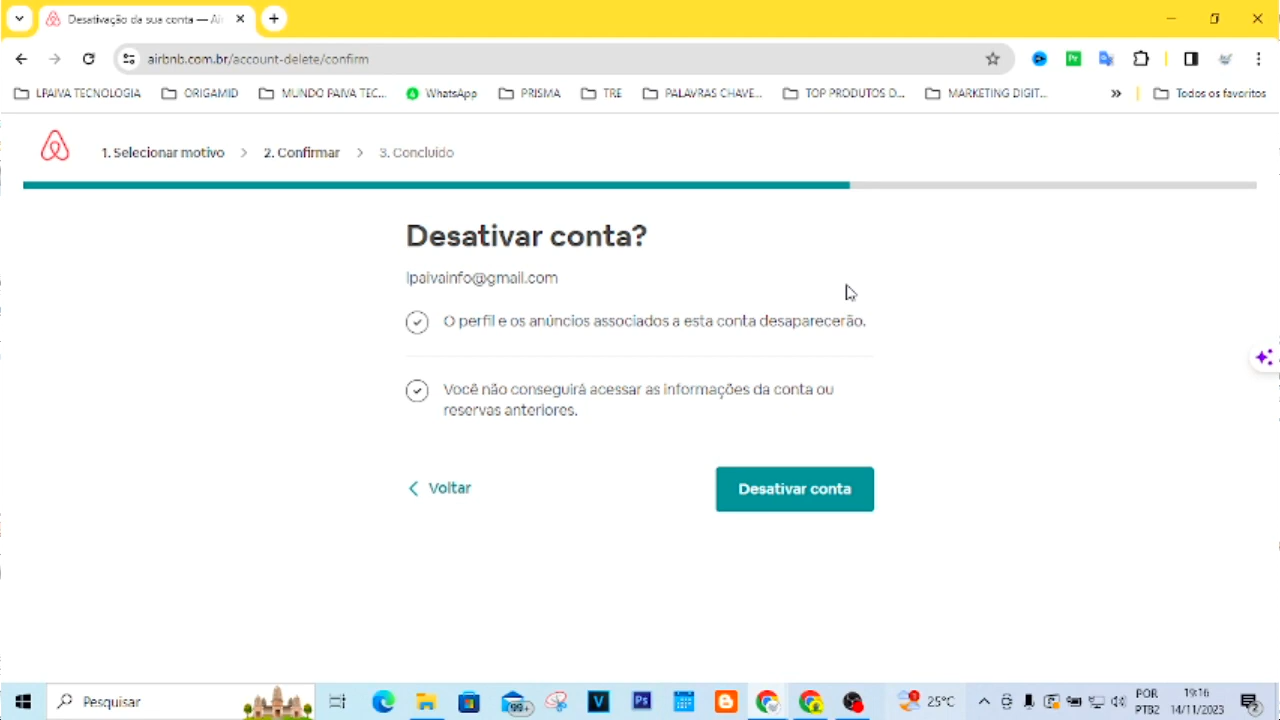 Desativação da sua conta — Ai
airbnb.com.br/account-delete/confirm
LPAIVA TECNOLOGIA ORIGAMID MUNDO PAIVA TEC... WhatsApp PRISMA TRE PALAVRAS CHAVE... TOP PRODUTOS D... MARKETING DIGIT... » Todos os favoritos
1. Selecionar motivo > 2. Confirmar > 3. Concluído
Desativar conta?
lpaivainfo@gmail.com
O perfil e os anúncios associados a esta conta desaparecerão.
Você não conseguirá acessar as informações da conta ou
reservas anteriores.
Voltar Desativar conta
Pesquisar 99+ V Ps 25°C POR 19:16
PTB2 14/11/2023 2